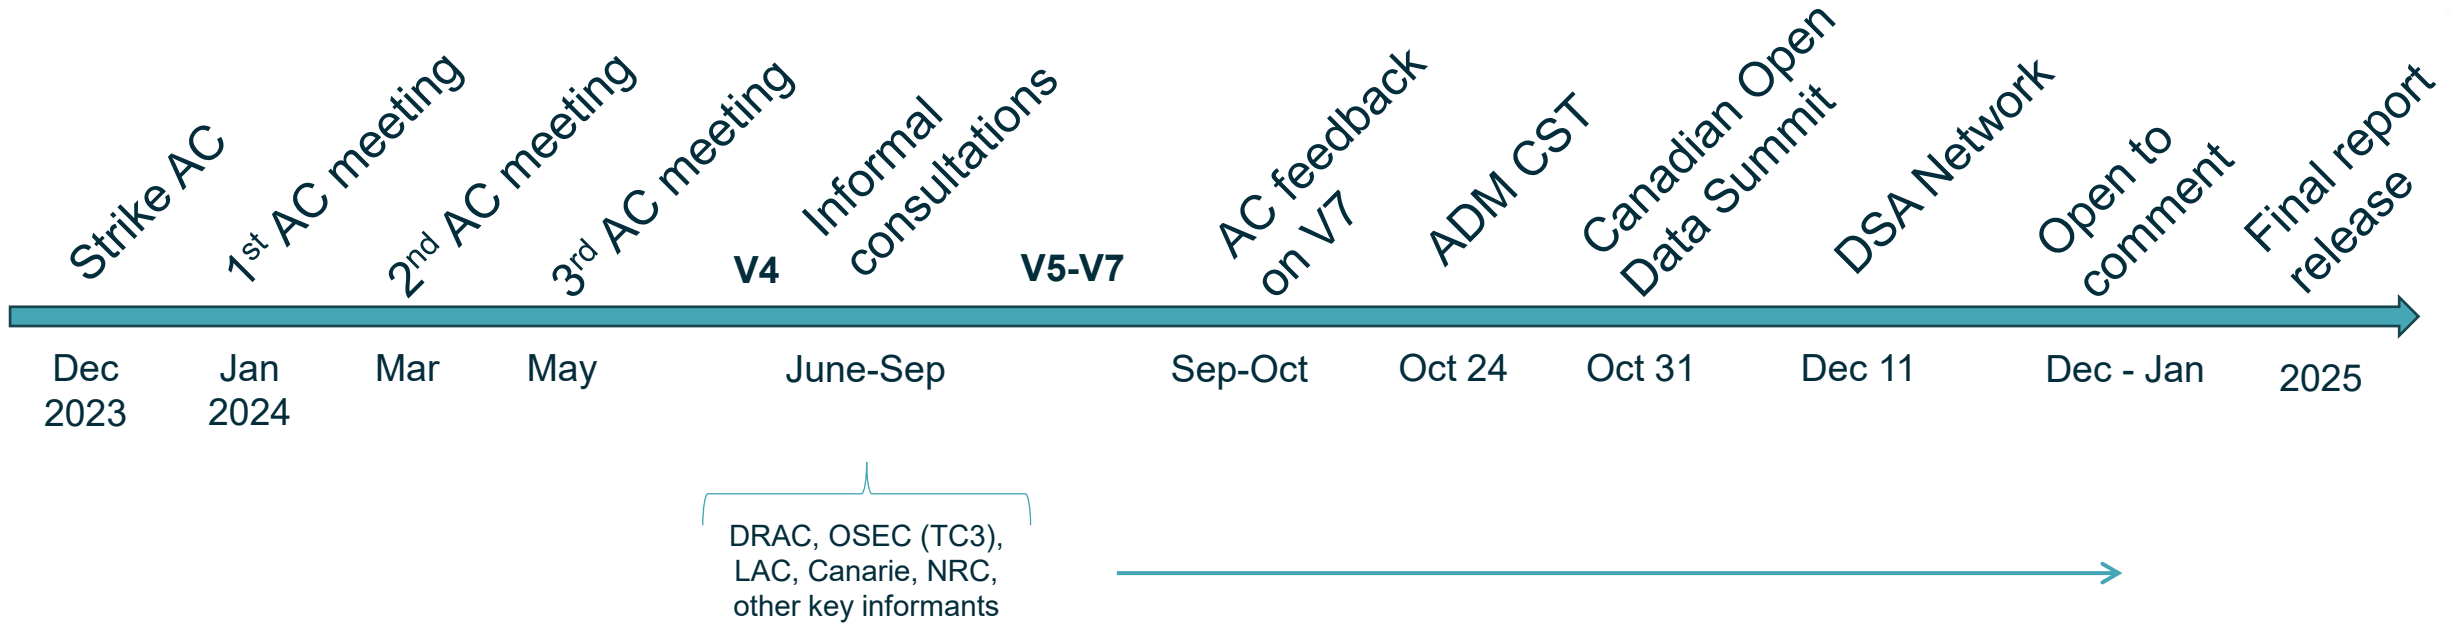 Strike AC
1st AC meeting
2nd AC meeting
3rd AC meeting
V4
Informal
consultations
V5-V7
AC feedback
on V7
ADM CST
Canadian Open
Data Summit
DSA Network
Open to
comment
Final report
release
Dec
2023
Jan
2024
Mar
May
June-Sep
Sep-Oct
Oct 24
Oct 31
Dec 11
Dec - Jan
2025
DRAC, OSEC (TC3),
LAC, Canarie, NRC,
other key informants